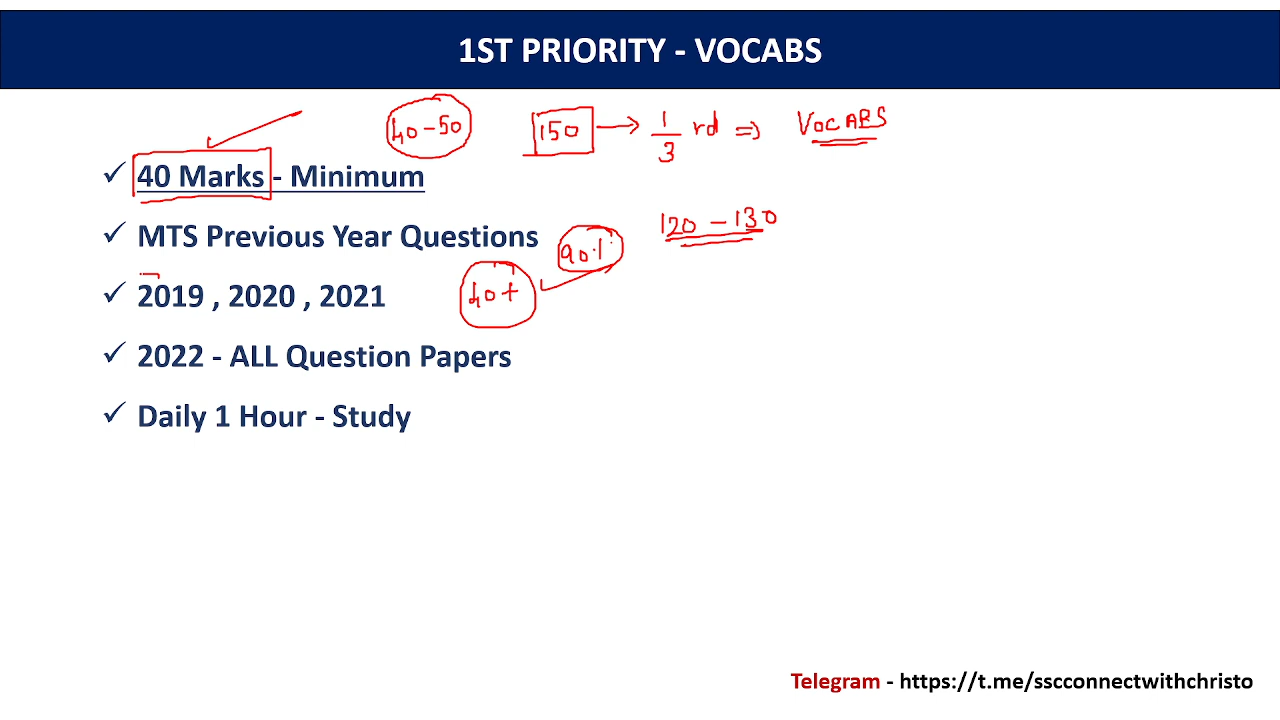 1ST PRIORITY - VOCABS
40-50 150 → 1/3 rd ⇒ VOCABS
✓ 40 Marks - Minimum
120 - 130
✓ MTS Previous Year Questions
90%
✓ 2019 , 2020 , 2021 40+
✓ 2022 - ALL Question Papers
✓ Daily 1 Hour - Study
Telegram - https://t.me/sscconnectwithchristo